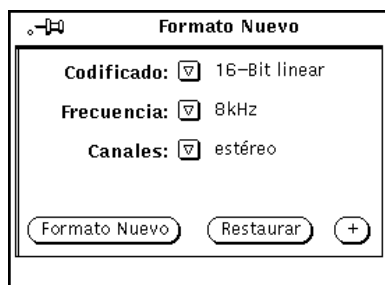 Formato Nuevo
Codificado: 16-Bit linear
Frecuencia: 8kHz
Canales: estéreo
Formato Nuevo Restaurar +